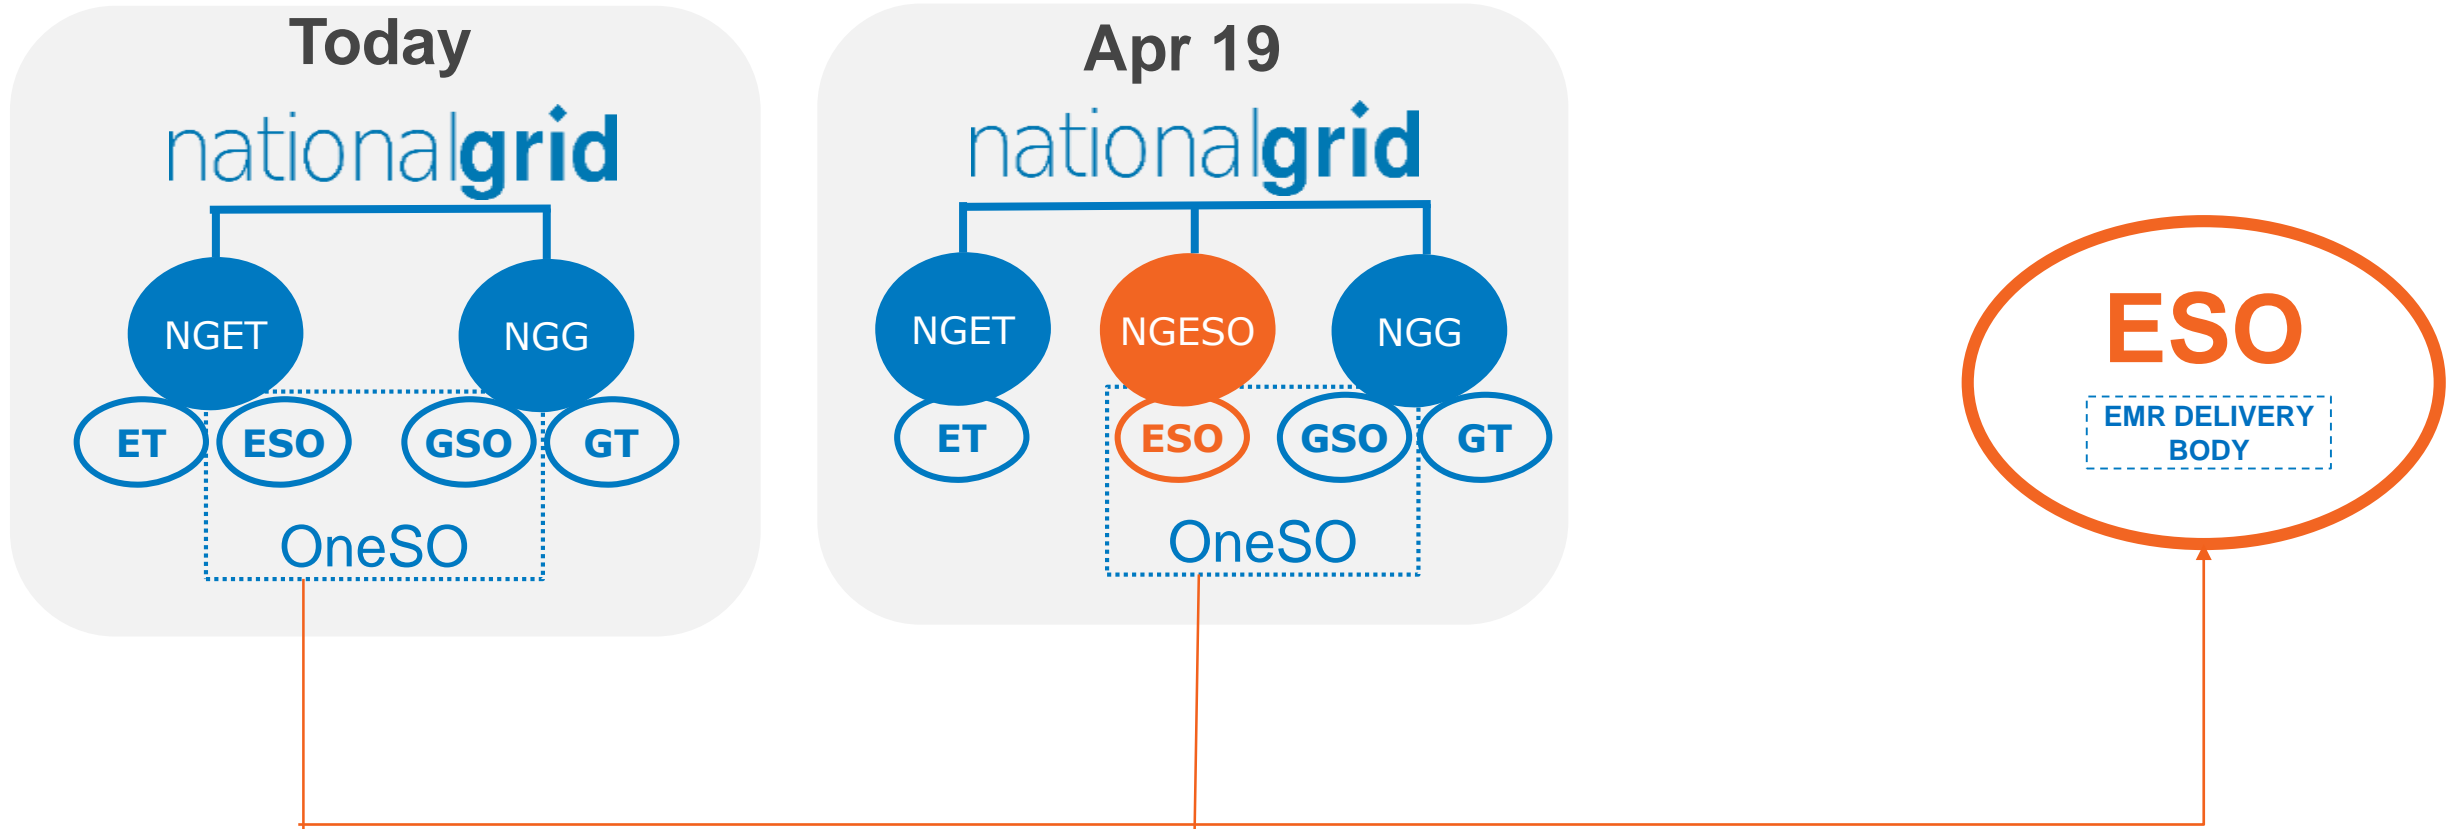 Today
nationalgrid
NGET
NGG
ET
ESO
GSO
GT
OneSO
Apr 19
nationalgrid
NGET
NGESO
NGG
ET
ESO
GSO
GT
OneSO
ESO
EMR DELIVERY
BODY